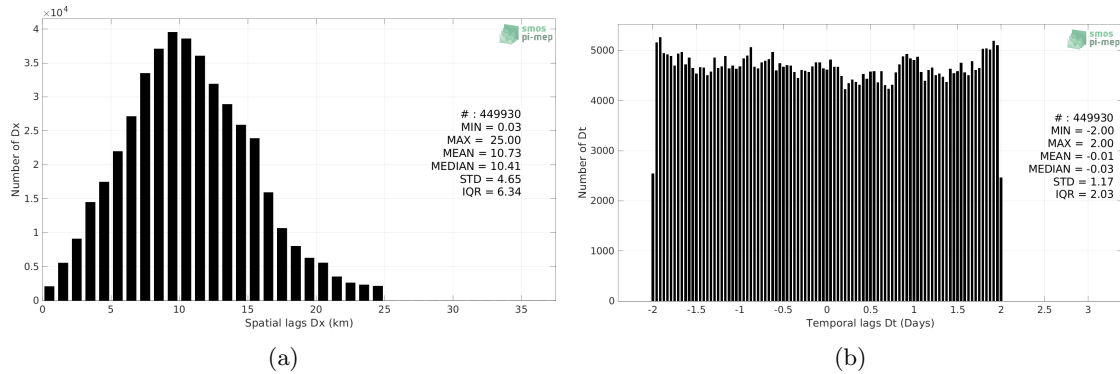 ×10⁴
4
3.5
3
2.5
2
1.5
1
0.5
0
0 5 10 15 20 25 30 35
Number of Dx
Spatial lags Dx (km)
smos
pi-mep
# : 449930
MIN = 0.03
MAX = 25.00
MEAN = 10.73
MEDIAN = 10.41
STD = 4.65
IQR = 6.34
(a)
5000
4000
3000
2000
1000
0
-2 -1.5 -1 -0.5 0 0.5 1 1.5 2 2.5 3
Number of Dt
Temporal lags Dt (Days)
smos
pi-mep
# : 449930
MIN = -2.00
MAX = 2.00
MEAN = -0.01
MEDIAN = -0.03
STD = 1.17
IQR = 2.03
(b)